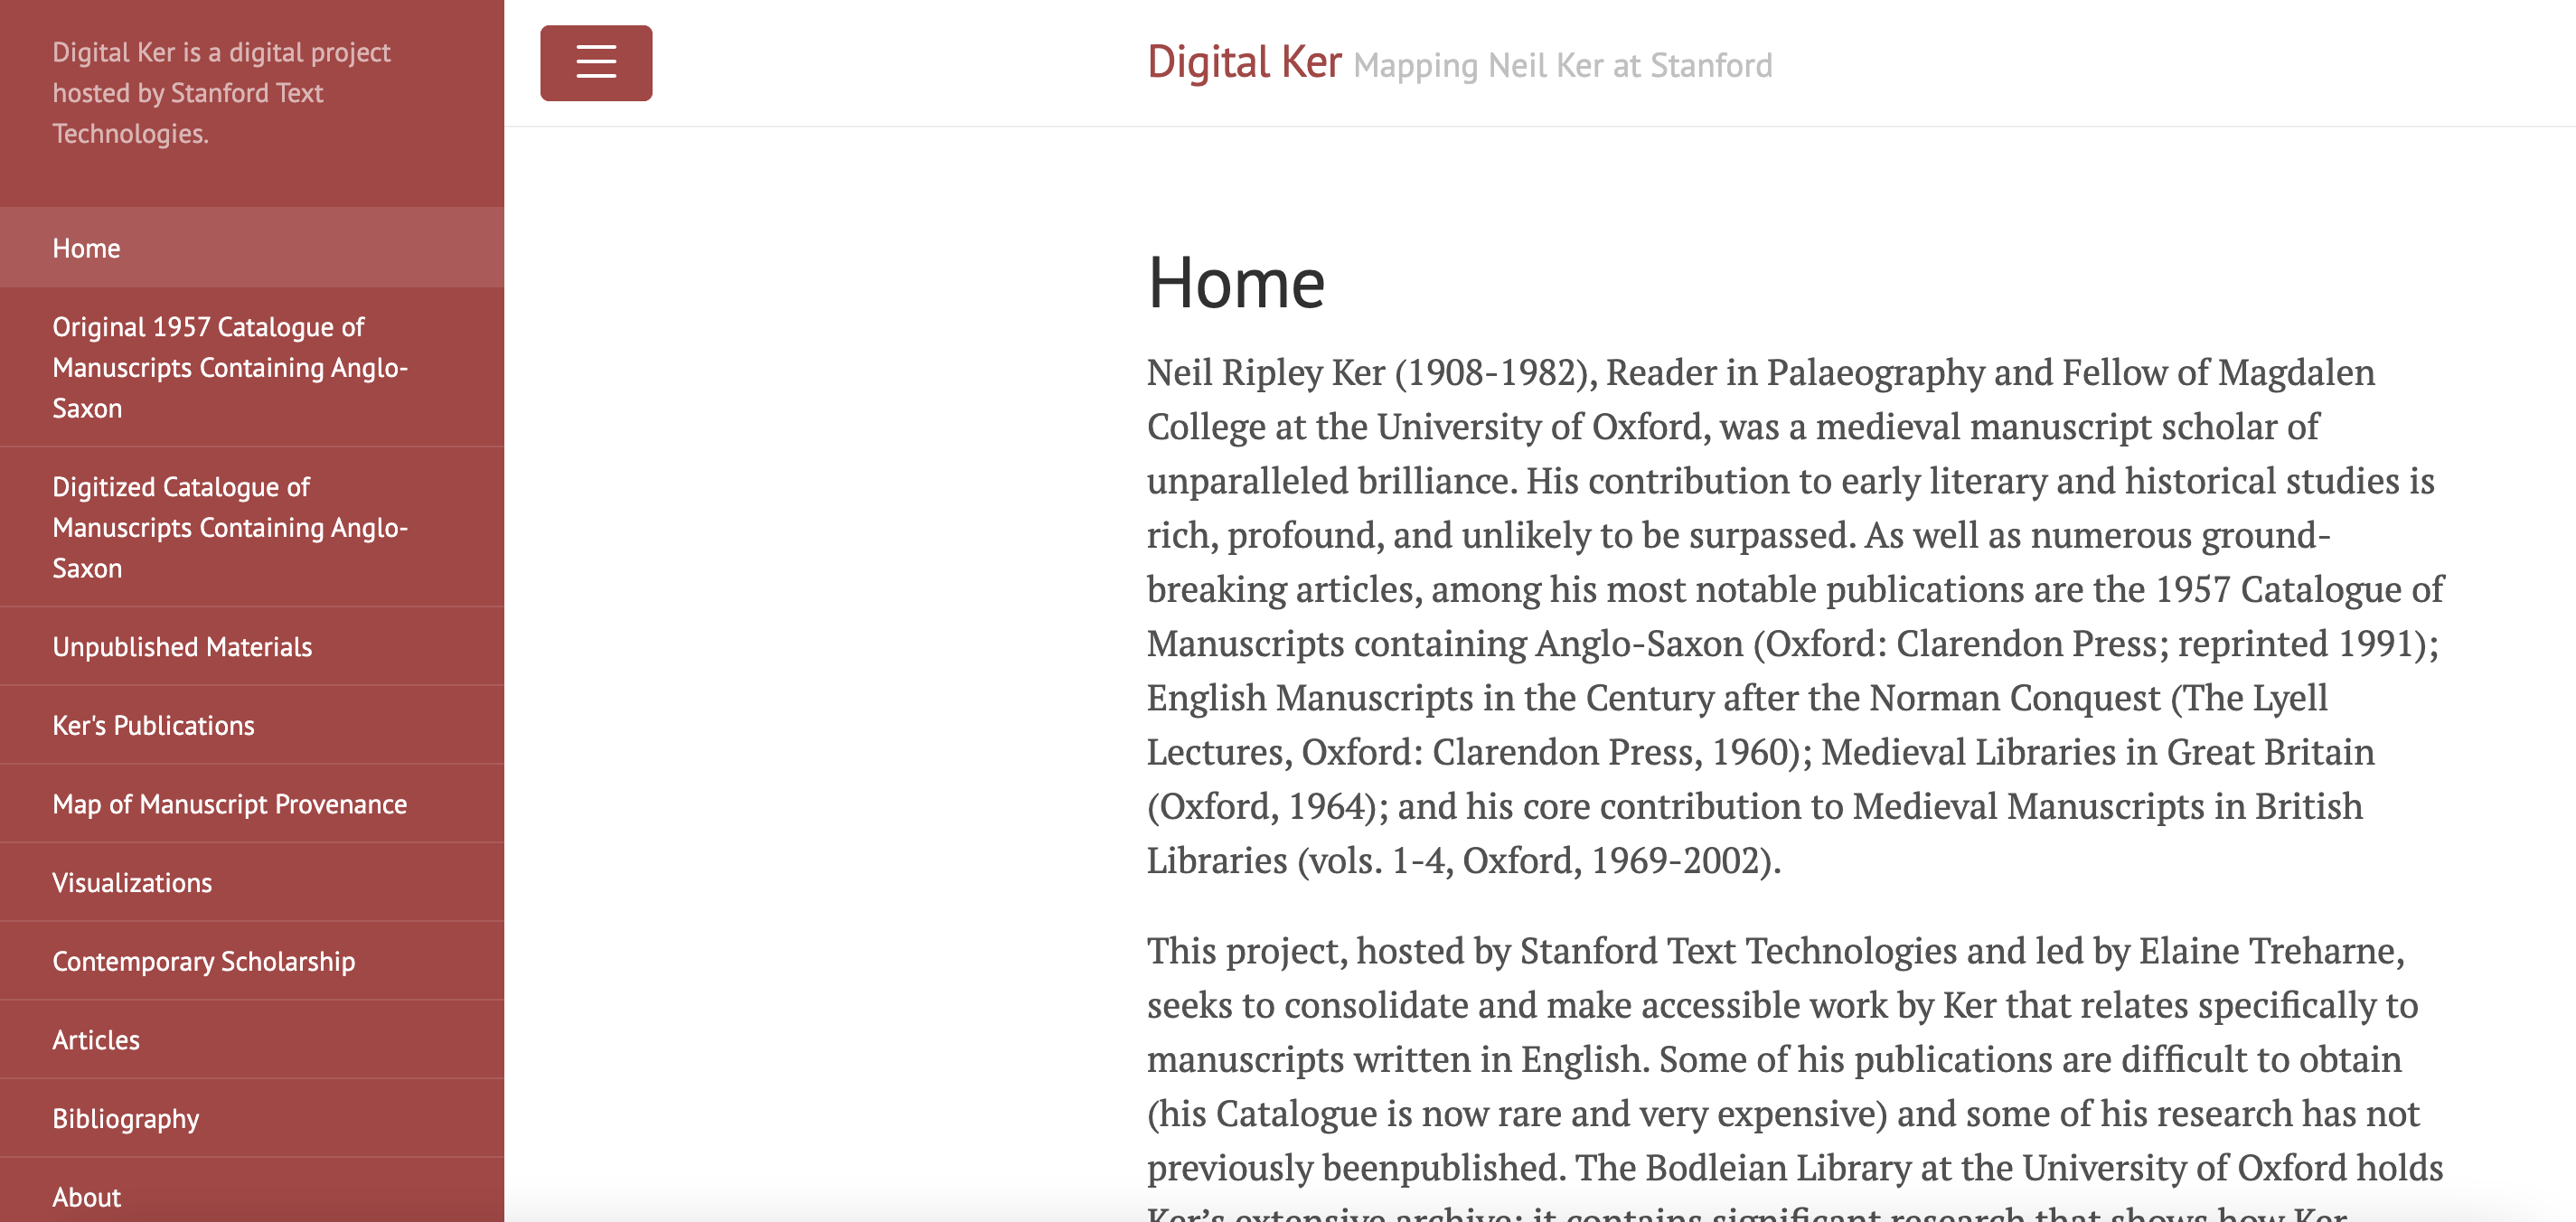 Digital Ker is a digital project
hosted by Stanford Text
Technologies.
Home
Original 1957 Catalogue of
Manuscripts Containing Anglo-
Saxon
Digitized Catalogue of
Manuscripts Containing Anglo-
Saxon
Unpublished Materials
Ker's Publications
Map of Manuscript Provenance
Visualizations
Contemporary Scholarship
Articles
Bibliography
About
Digital Ker Mapping Neil Ker at Stanford
Home
Neil Ripley Ker (1908-1982), Reader in Palaeography and Fellow of Magdalen
College at the University of Oxford, was a medieval manuscript scholar of
unparalleled brilliance. His contribution to early literary and historical studies is
rich, profound, and unlikely to be surpassed. As well as numerous ground-
breaking articles, among his most notable publications are the 1957 Catalogue of
Manuscripts containing Anglo-Saxon (Oxford: Clarendon Press; reprinted 1991);
English Manuscripts in the Century after the Norman Conquest (The Lyell
Lectures, Oxford: Clarendon Press, 1960); Medieval Libraries in Great Britain
(Oxford, 1964); and his core contribution to Medieval Manuscripts in British
Libraries (vols. 1-4, Oxford, 1969-2002).
This project, hosted by Stanford Text Technologies and led by Elaine Treharne,
seeks to consolidate and make accessible work by Ker that relates specifically to
manuscripts written in English. Some of his publications are difficult to obtain
(his Catalogue is now rare and very expensive) and some of his research has not
previously beenpublished. The Bodleian Library at the University of Oxford holds
Ker’s extensive archive; it contains significant research that shows how Ker